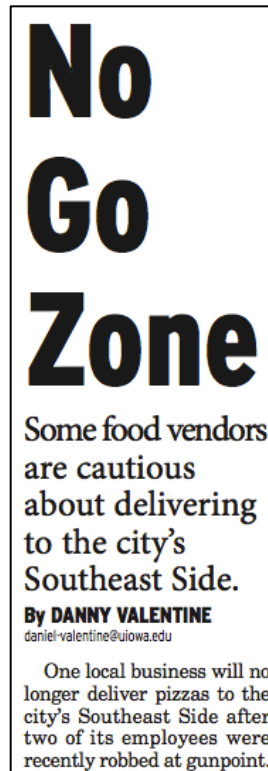 No
Go
Zone
Some food vendors
are cautious
about delivering
to the city's
Southeast Side.
By DANNY VALENTINE
daniel-valentine@uiowa.edu
One local business will no
longer deliver pizzas to the
city's Southeast Side after
two of its employees were
recently robbed at gunpoint.